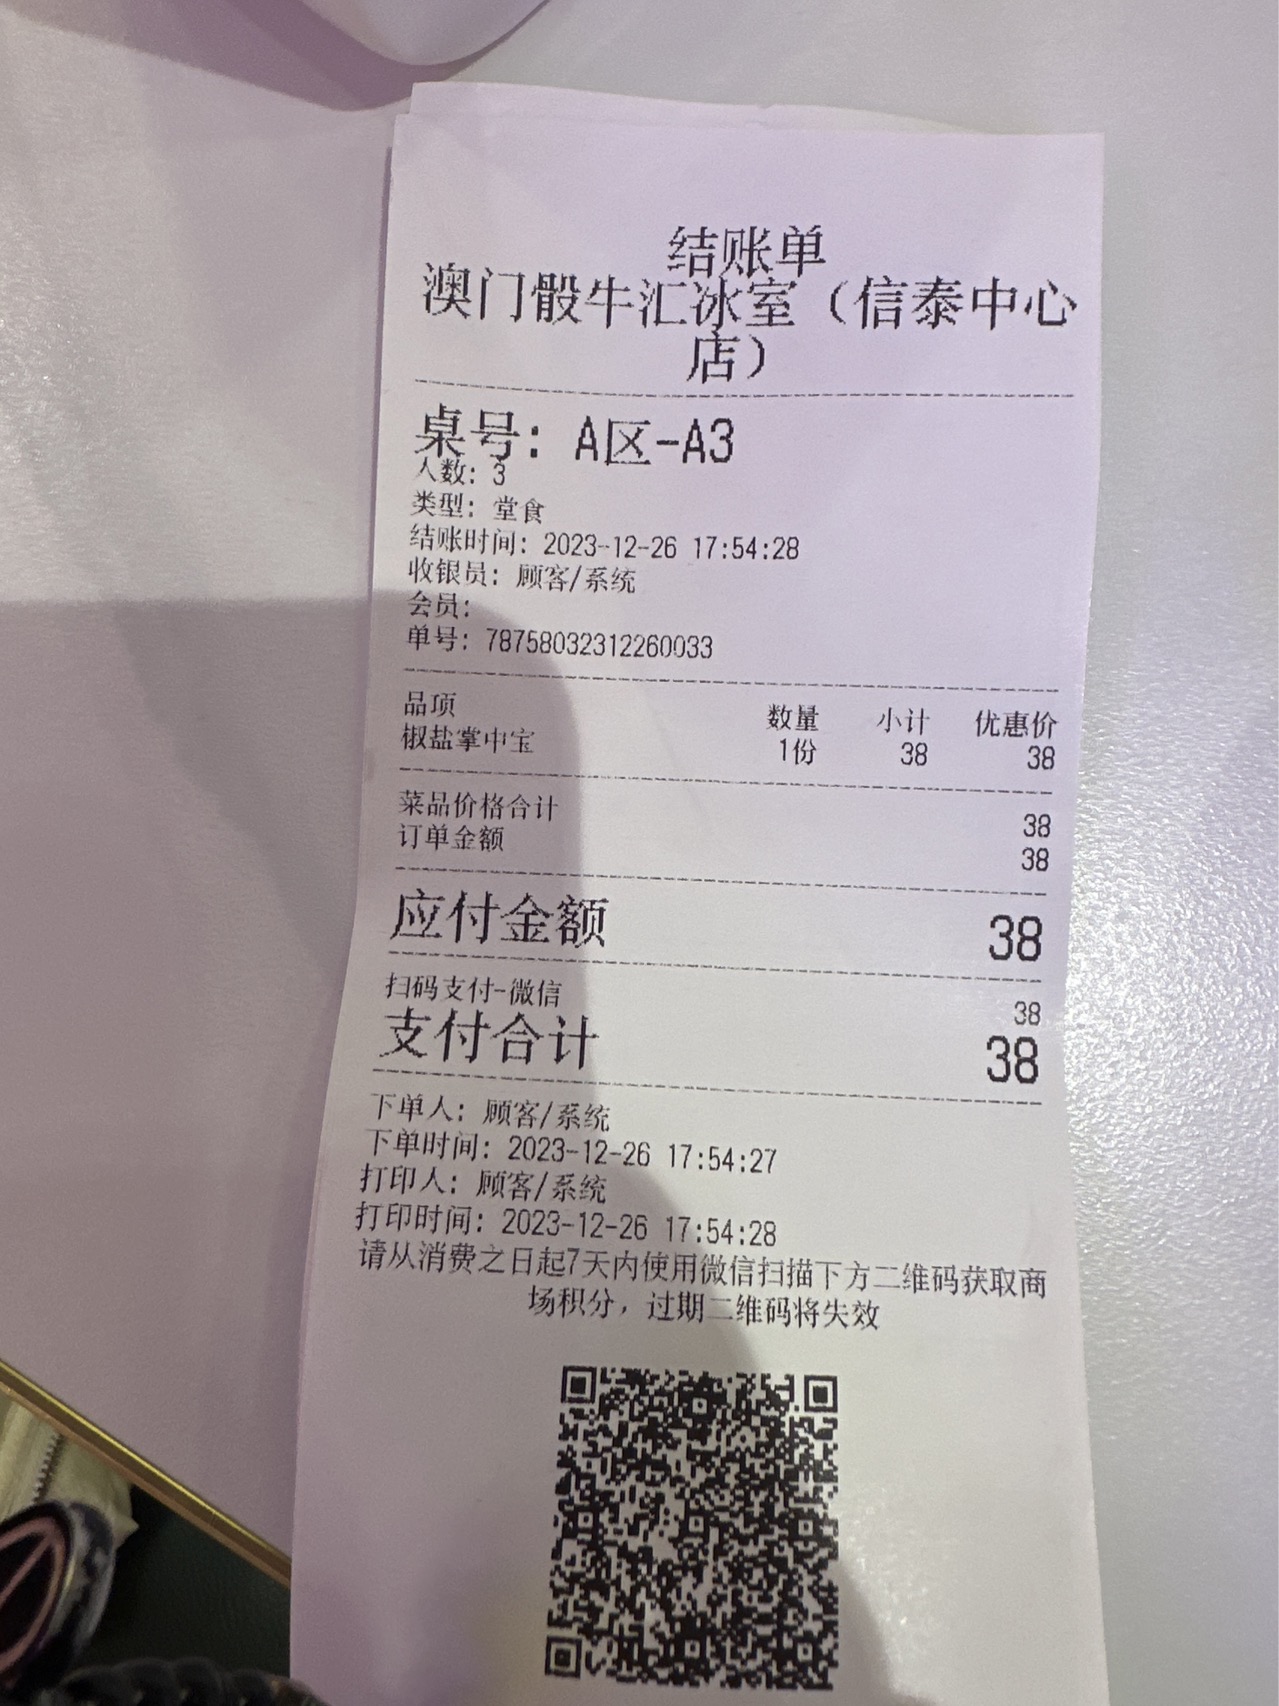 结账单
澳门骰牛汇冰室（信泰中心
店）
桌号：A区-A3
人数：3
类型：堂食
结账时间：2023-12-26 17:54:28
收银员：顾客/系统
会员：
单号：78758032312260033
品项 数量 小计 优惠价
椒盐掌中宝 1份 38 38
菜品价格合计 38
订单金额 38
应付金额 38
扫码支付-微信 38
支付合计 38
下单人：顾客/系统
下单时间：2023-12-26 17:54:27
打印人：顾客/系统
打印时间：2023-12-26 17:54:28
请从消费之日起7天内使用微信扫描下方二维码获取商
场积分，过期二维码将失效